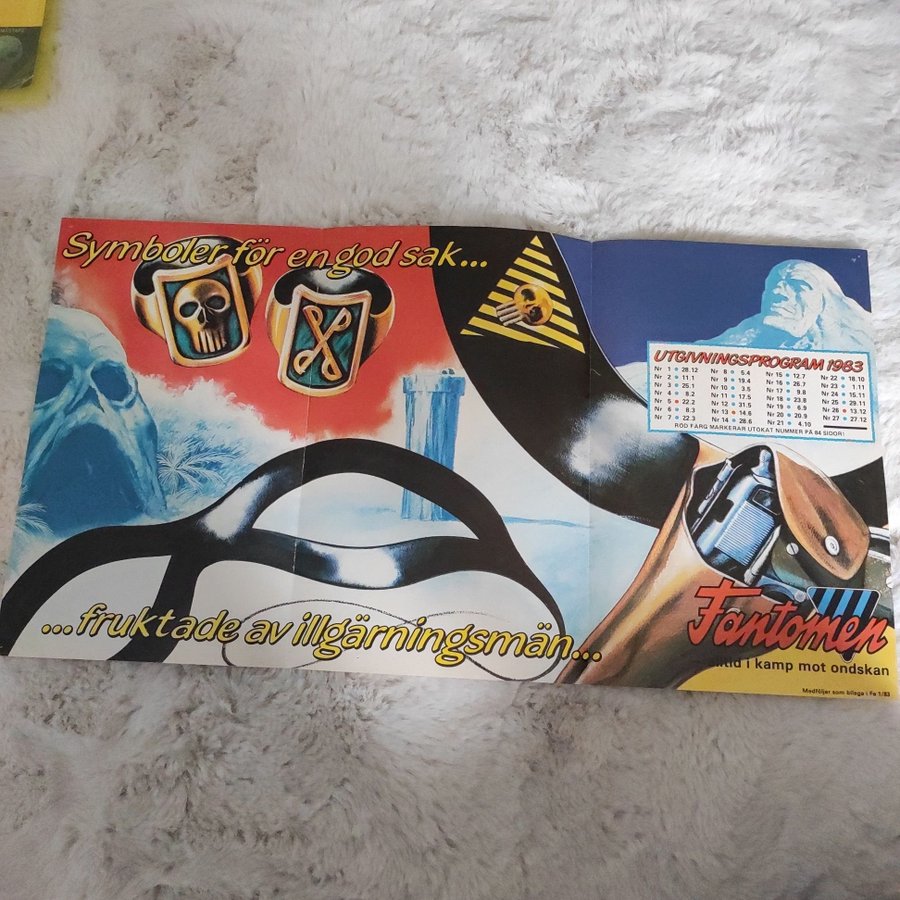 Symboler för en god sak...
UTGIVNINGSPROGRAM 1983
Nr 1 • 28.12 Nr 8 • 5.4 Nr 15 • 12.7 Nr 22 • 18.10
Nr 2 • 11.1 Nr 9 • 19.4 Nr 16 • 26.7 Nr 23 • 1.11
Nr 3 • 25.1 Nr 10 • 3.5 Nr 17 • 9.8 Nr 24 • 15.11
Nr 4 • 8.2 Nr 11 • 17.5 Nr 18 • 23.8 Nr 25 • 29.11
Nr 5 • 22.2 Nr 12 • 31.5 Nr 19 • 6.9 Nr 26 • 13.12
Nr 6 • 8.3 Nr 13 • 14.6 Nr 20 • 20.9 Nr 27 • 27.12
Nr 7 • 22.3 Nr 14 • 28.6 Nr 21 • 4.10
RÖD FÄRG MARKERAR UTÖKAT NUMMER PÅ 84 SIDOR!
...fruktade av illgärningsmän...
Fantomen
i kamp mot ondskan
Medföljer som bilaga i Fa 1/83